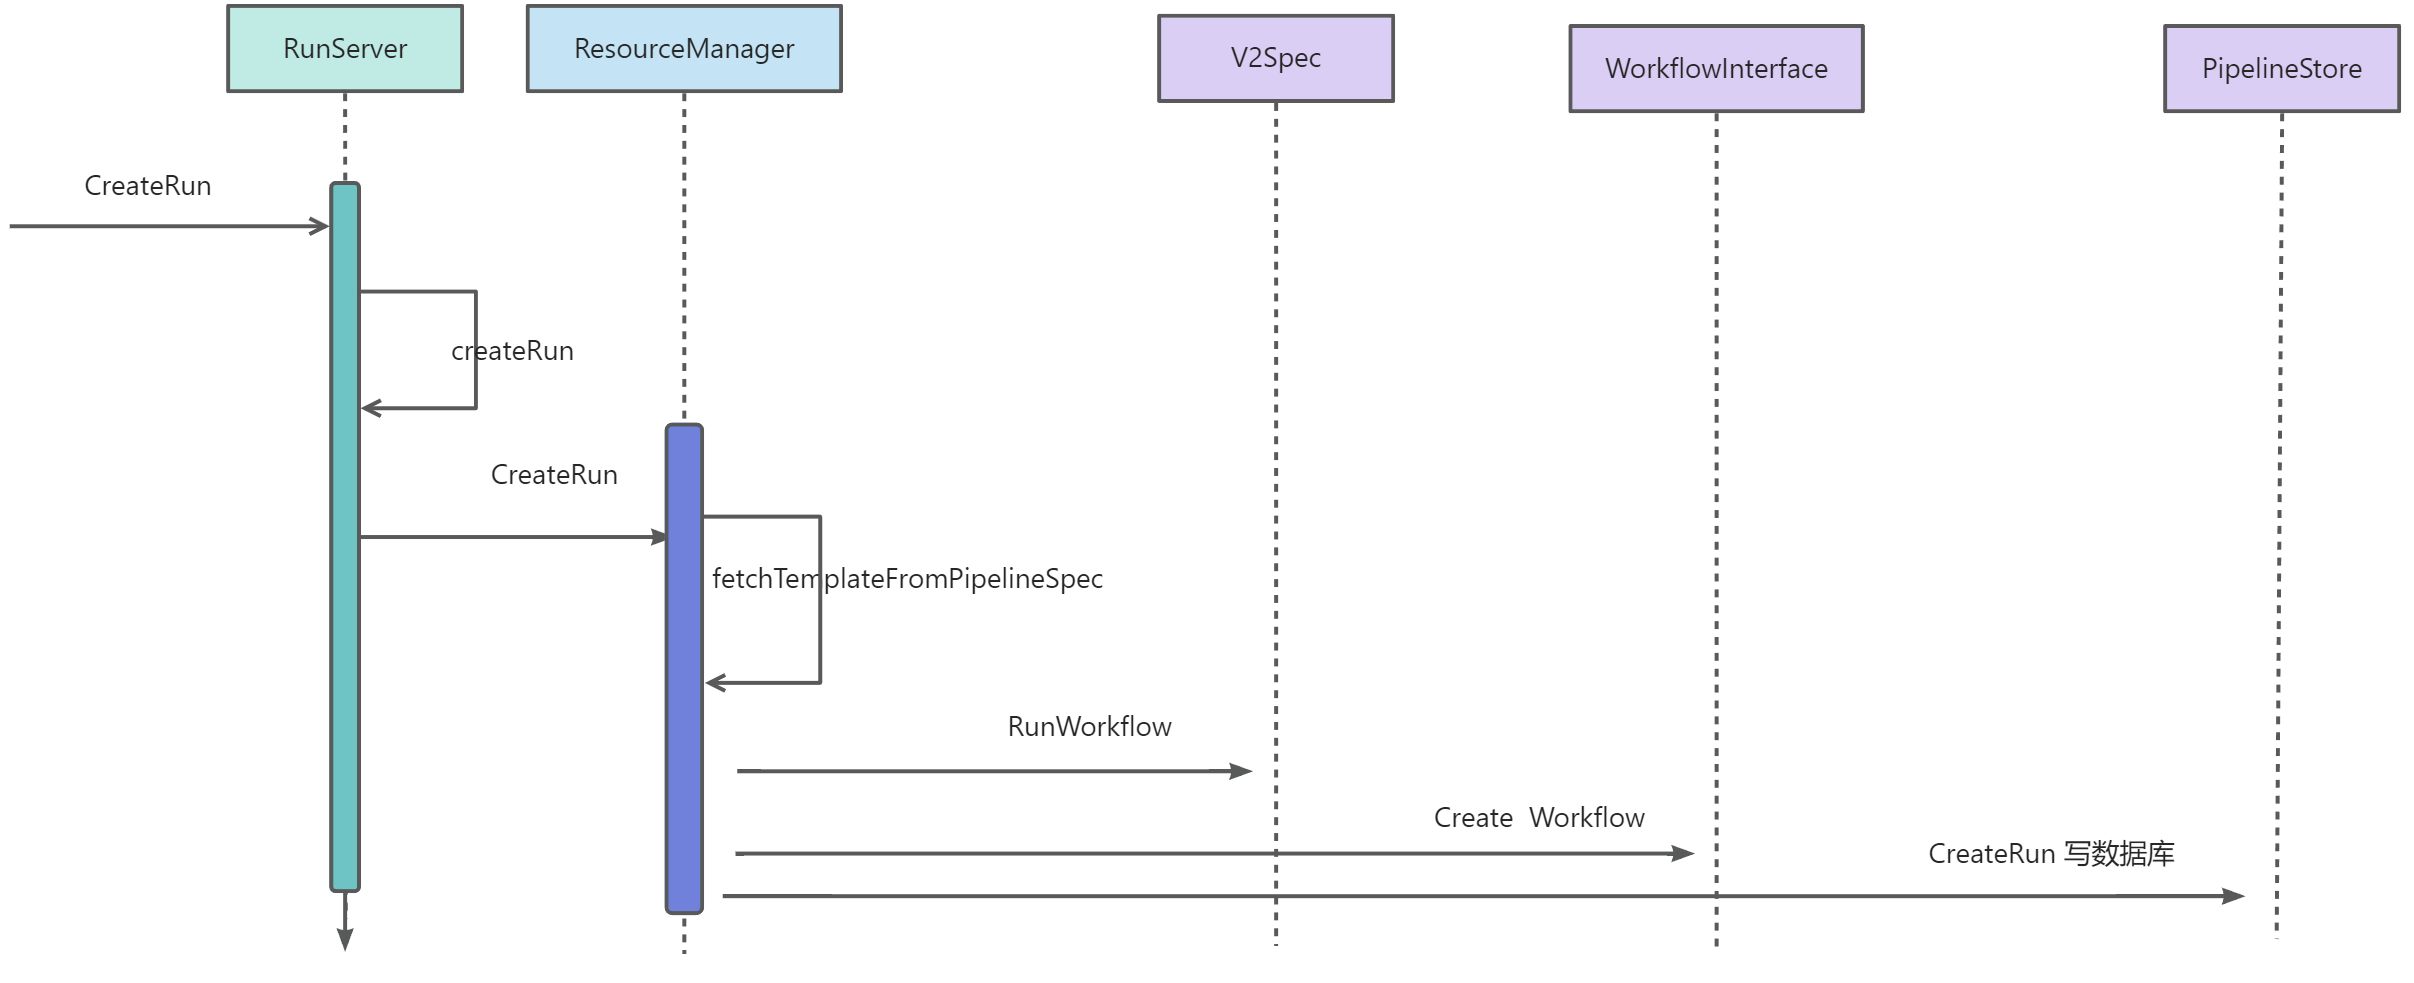 RunServer
ResourceManager
V2Spec
WorkflowInterface
PipelineStore
CreateRun
createRun
CreateRun
fetchTemplateFromPipelineSpec
RunWorkflow
Create  Workflow
CreateRun 写数据库